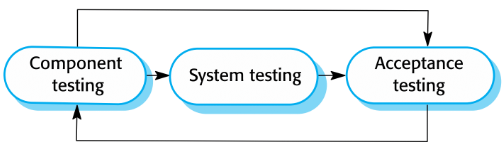 Component
testing
System testing
Acceptance
testing